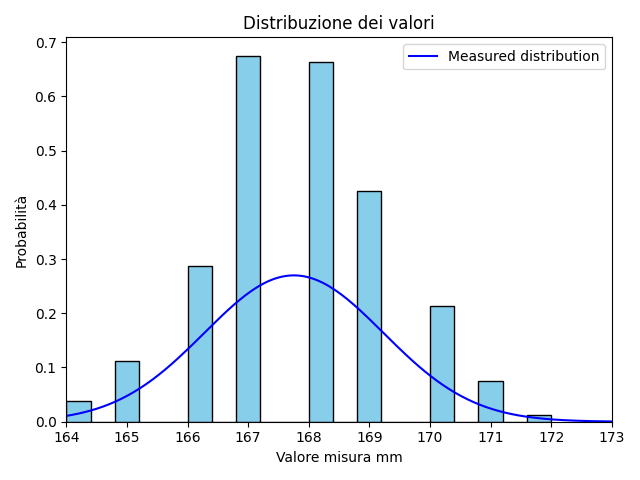 Distribuzione dei valori
Measured distribution
Probabilità
0.7
0.6
0.5
0.4
0.3
0.2
0.1
0.0
164 165 166 167 168 169 170 171 172 173
Valore misura mm